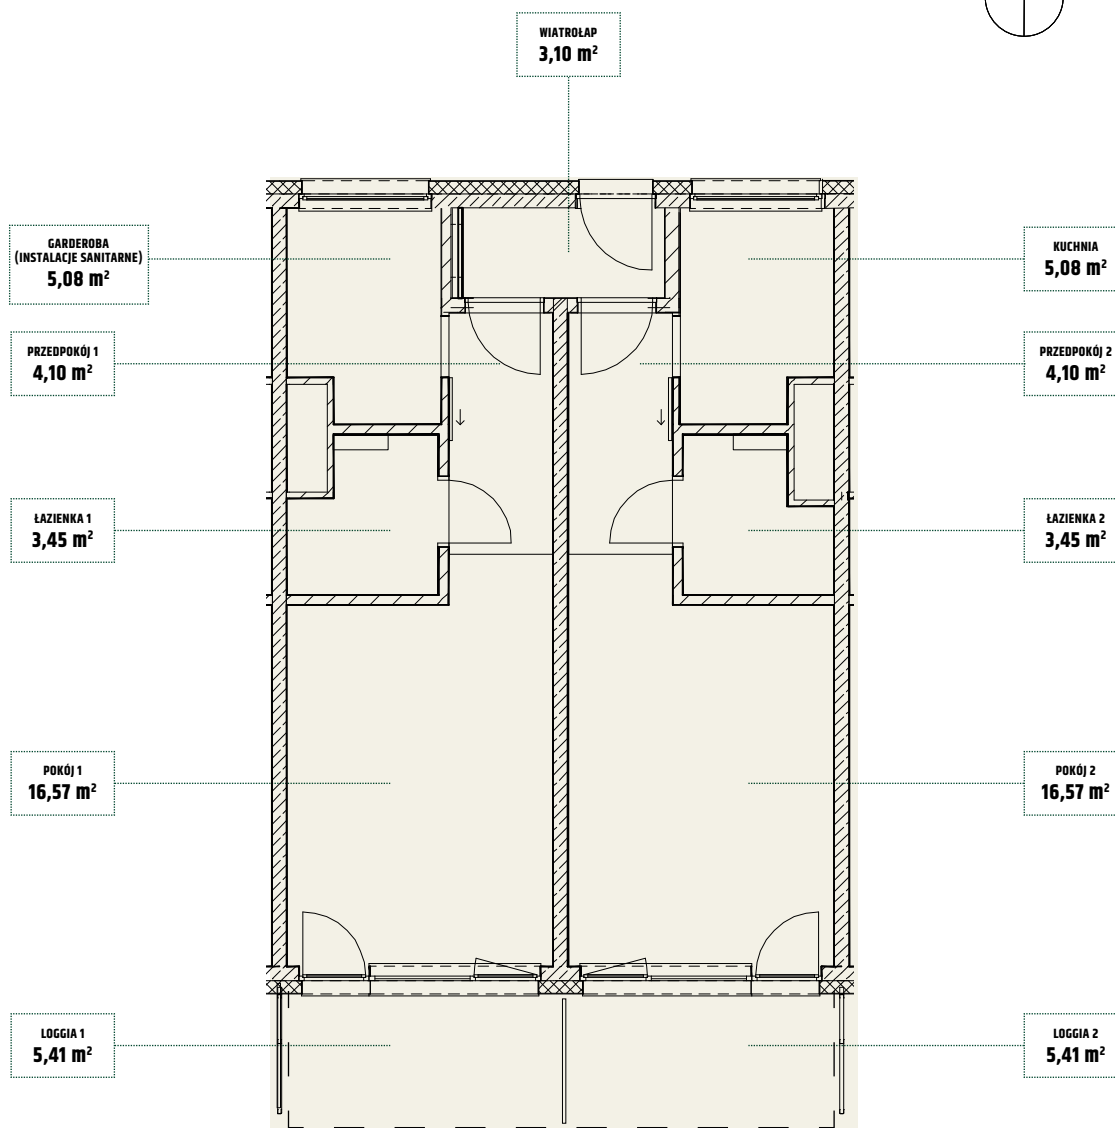 WIATROŁAP
3,10 m²
GARDEROBA
(INSTALACJE SANITARNE)
5,08 m²
KUCHNIA
5,08 m²
PRZEDPOKÓJ 1
4,10 m²
PRZEDPOKÓJ 2
4,10 m²
ŁAZIENKA 1
3,45 m²
ŁAZIENKA 2
3,45 m²
POKÓJ 1
16,57 m²
POKÓJ 2
16,57 m²
LOGGIA 1
5,41 m²
LOGGIA 2
5,41 m²